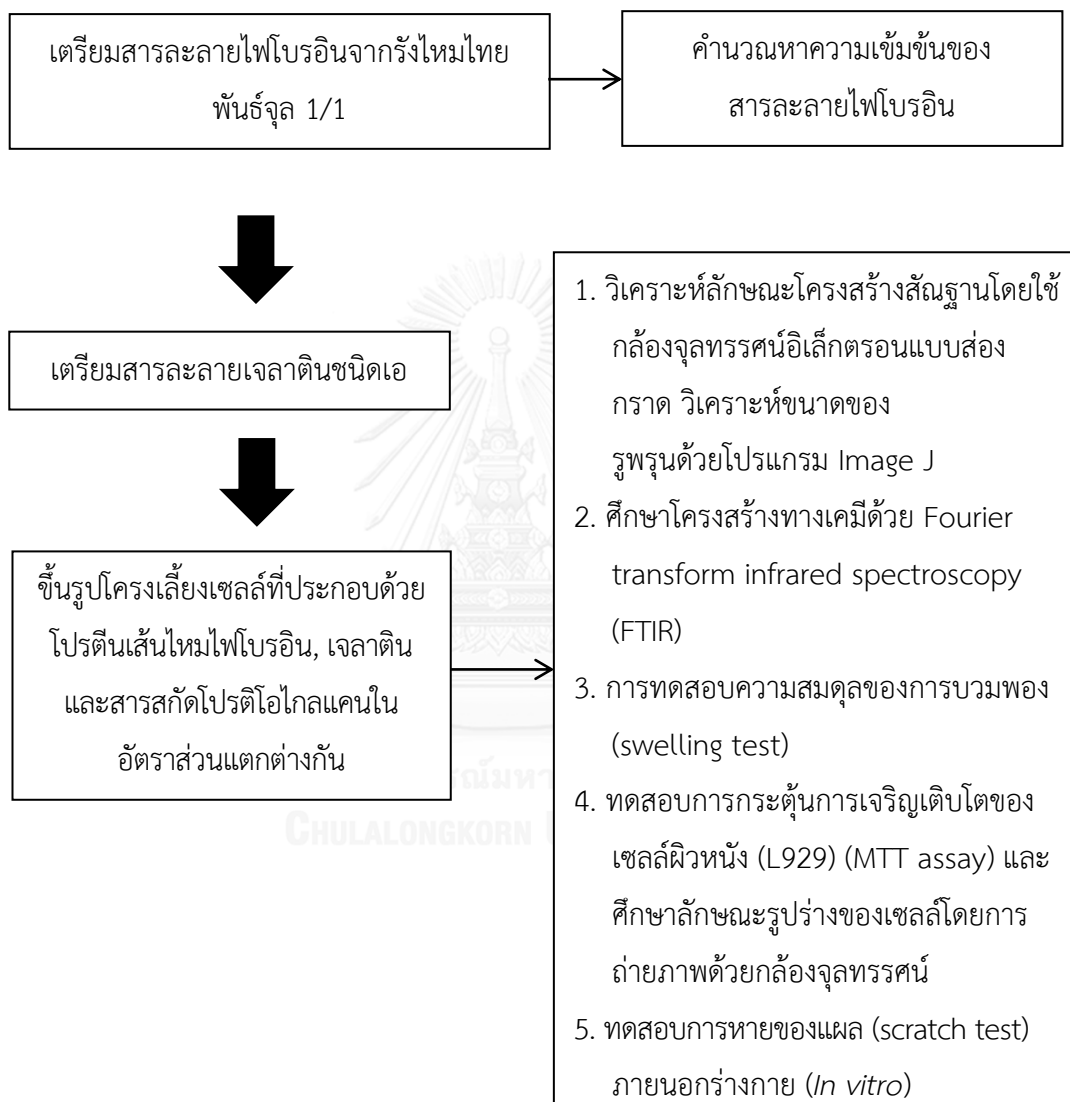 เตรียมสารละลายไฟโบรอินจากรังไหมไทย
พันธ์จุล 1/1
คำนวณหาความเข้มข้นของ
สารละลายไฟโบรอิน
เตรียมสารละลายเจลาตินชนิดเอ
ขึ้นรูปโครงเลี้ยงเซลล์ที่ประกอบด้วย
โปรตีนเส้นไหมไฟโบรอิน, เจลาติน
และสารสกัดโปรติโอไกลแคนใน
อัตราส่วนแตกต่างกัน
1. วิเคราะห์ลักษณะโครงสร้างสัณฐานโดยใช้
กล้องจุลทรรศน์อิเล็กตรอนแบบส่อง
กราด วิเคราะห์ขนาดของ
รูพรุนด้วยโปรแกรม Image J
2. ศึกษาโครงสร้างทางเคมีด้วย Fourier
transform infrared spectroscopy
(FTIR)
3. การทดสอบความสมดุลของการบวมพอง
(swelling test)
4. ทดสอบการกระตุ้นการเจริญเติบโตของ
เซลล์ผิวหนัง (L929) (MTT assay) และ
ศึกษาลักษณะรูปร่างของเซลล์โดยการ
ถ่ายภาพด้วยกล้องจุลทรรศน์
5. ทดสอบการหายของแผล (scratch test)
ภายนอกร่างกาย (In vitro)
CHULALONGKORN